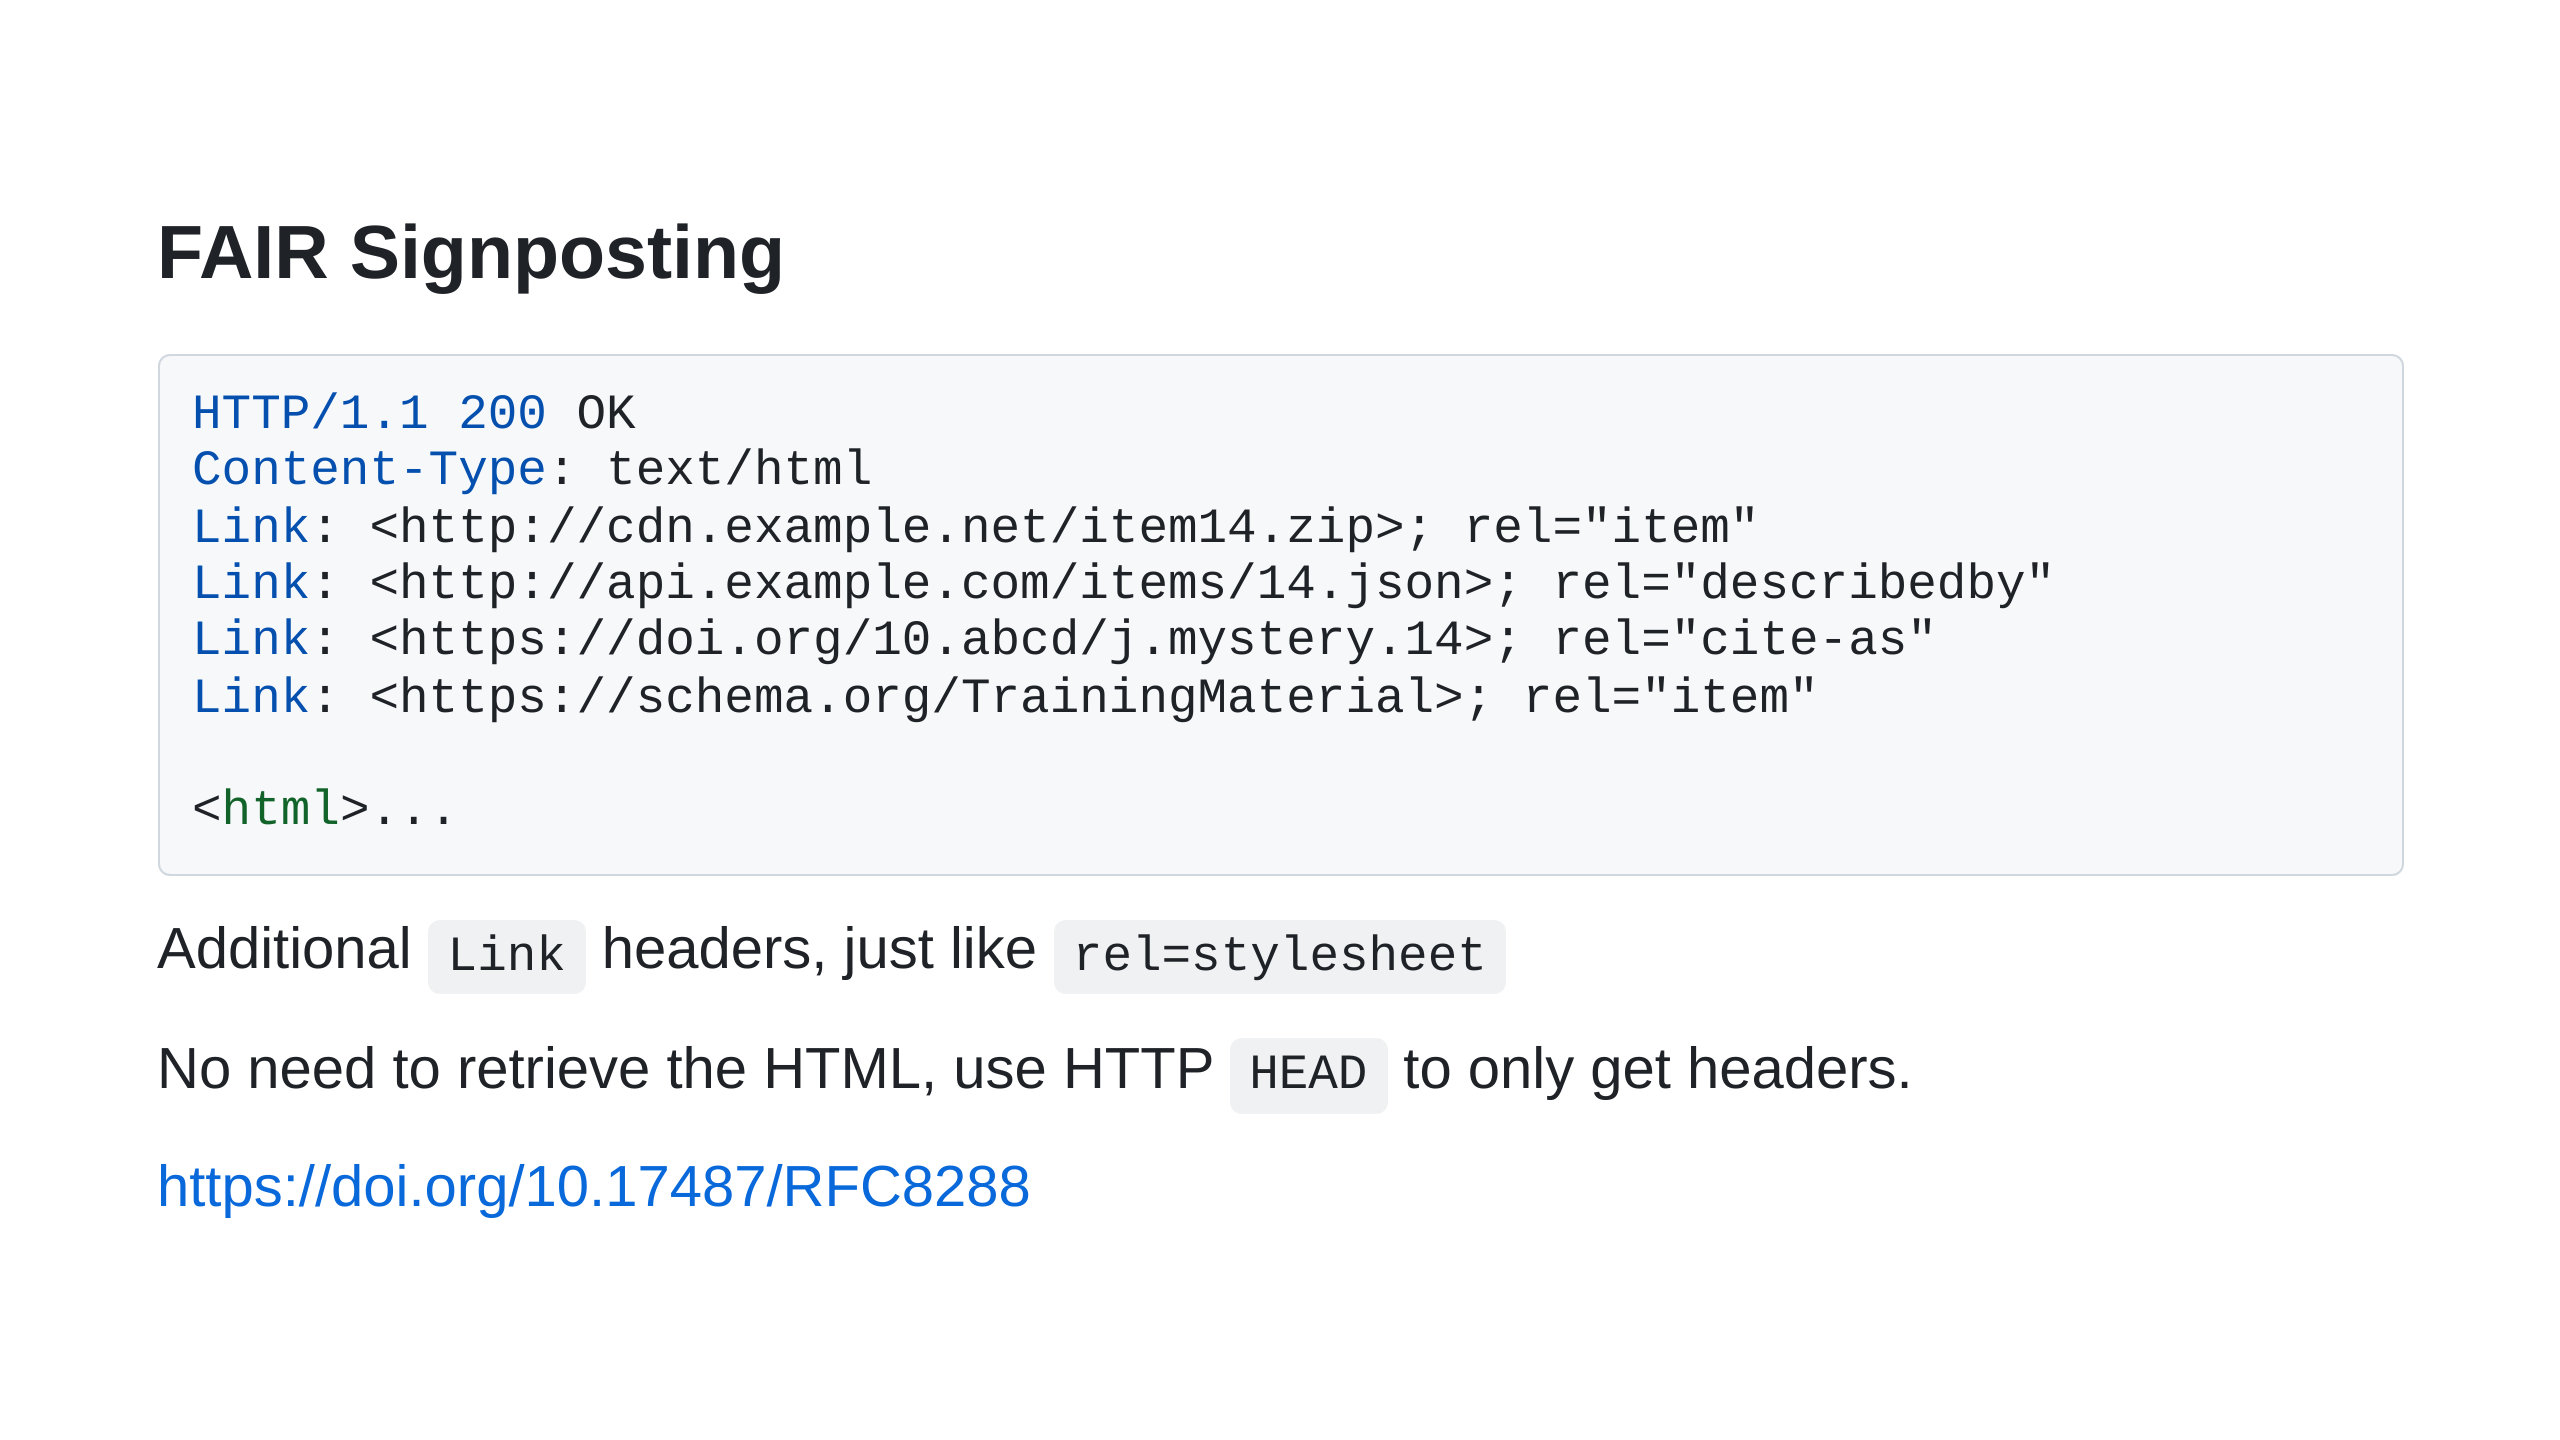 FAIR Signposting
HTTP/1.1 200 OK
Content-Type: text/html
Link: <http://cdn.example.net/item14.zip>; rel="item"
Link: <http://api.example.com/items/14.json>; rel="describedby"
Link: <https://doi.org/10.abcd/j.mystery.14>; rel="cite-as"
Link: <https://schema.org/TrainingMaterial>; rel="item"
<html>...
Additional Link headers, just like rel=stylesheet
No need to retrieve the HTML, use HTTP HEAD to only get headers.
https://doi.org/10.17487/RFC8288